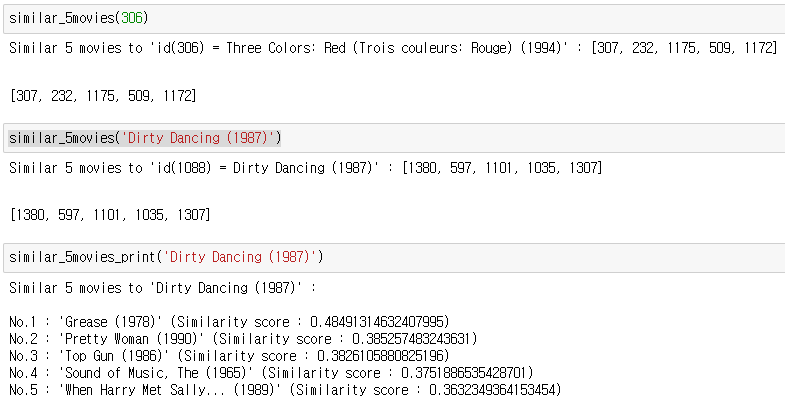 similar_5movies(306)
Similar 5 movies to 'id(306) = Three Colors: Red (Trois couleurs: Rouge) (1994)' : [307, 232, 1175, 509, 1172]
[307, 232, 1175, 509, 1172]
similar_5movies('Dirty Dancing (1987)')
Similar 5 movies to 'id(1088) = Dirty Dancing (1987)' : [1380, 597, 1101, 1035, 1307]
[1380, 597, 1101, 1035, 1307]
similar_5movies_print('Dirty Dancing (1987)')
Similar 5 movies to 'Dirty Dancing (1987)' :
No.1 : 'Grease (1978)' (Similarity score : 0.48491314632407995)
No.2 : 'Pretty Woman (1990)' (Similarity score : 0.385257483243631)
No.3 : 'Top Gun (1986)' (Similarity score : 0.3826105880825196)
No.4 : 'Sound of Music, The (1965)' (Similarity score : 0.3751886535428701)
No.5 : 'When Harry Met Sally... (1989)' (Similarity score : 0.3632349364153454)